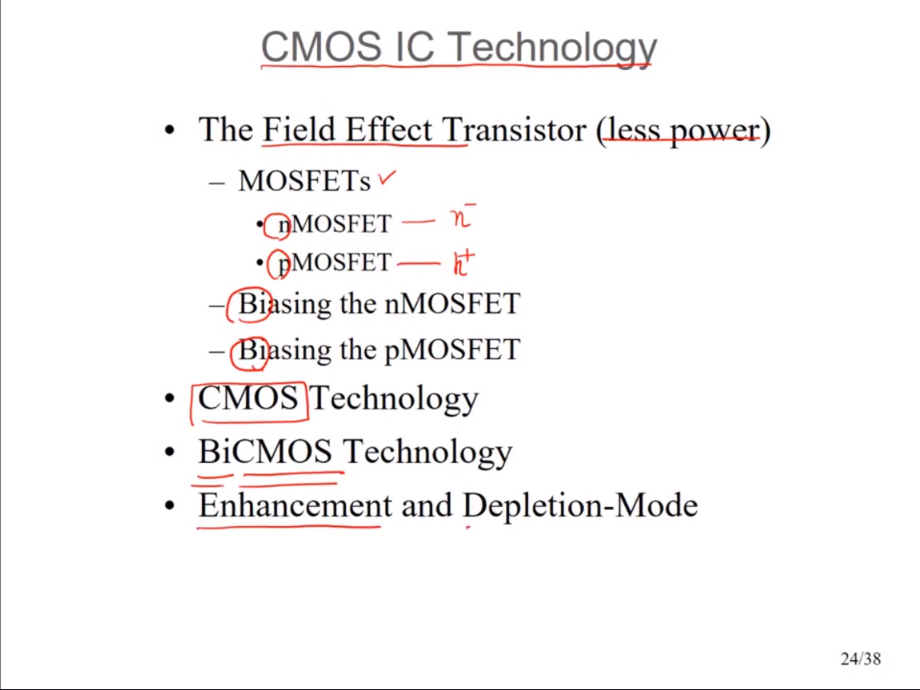 CMOS IC Technology
• The Field Effect Transistor (less power)
– MOSFETs ✓
• nMOSFET — n⁻
• pMOSFET — h⁺
– Biasing the nMOSFET
– Biasing the pMOSFET
• CMOS Technology
• BiCMOS Technology
• Enhancement and Depletion-Mode
24/38